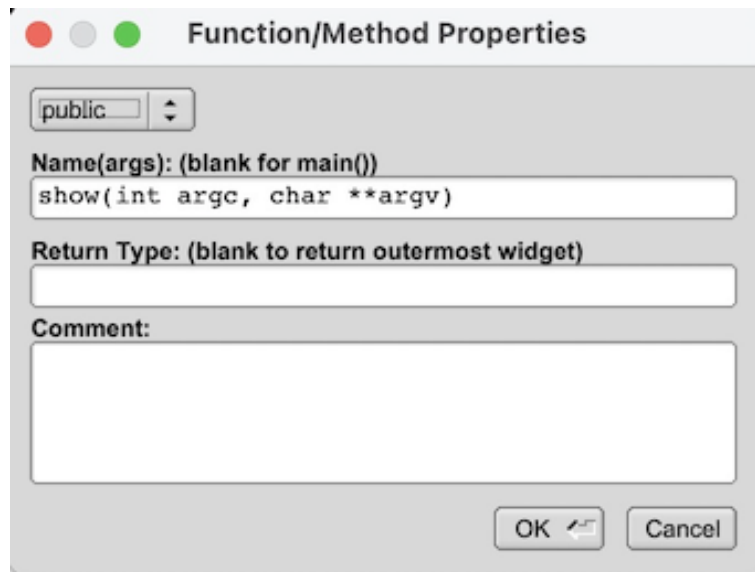 Function/Method Properties
public
Name(args): (blank for main())
show(int argc, char **argv)
Return Type: (blank to return outermost widget)
Comment:
OK
Cancel